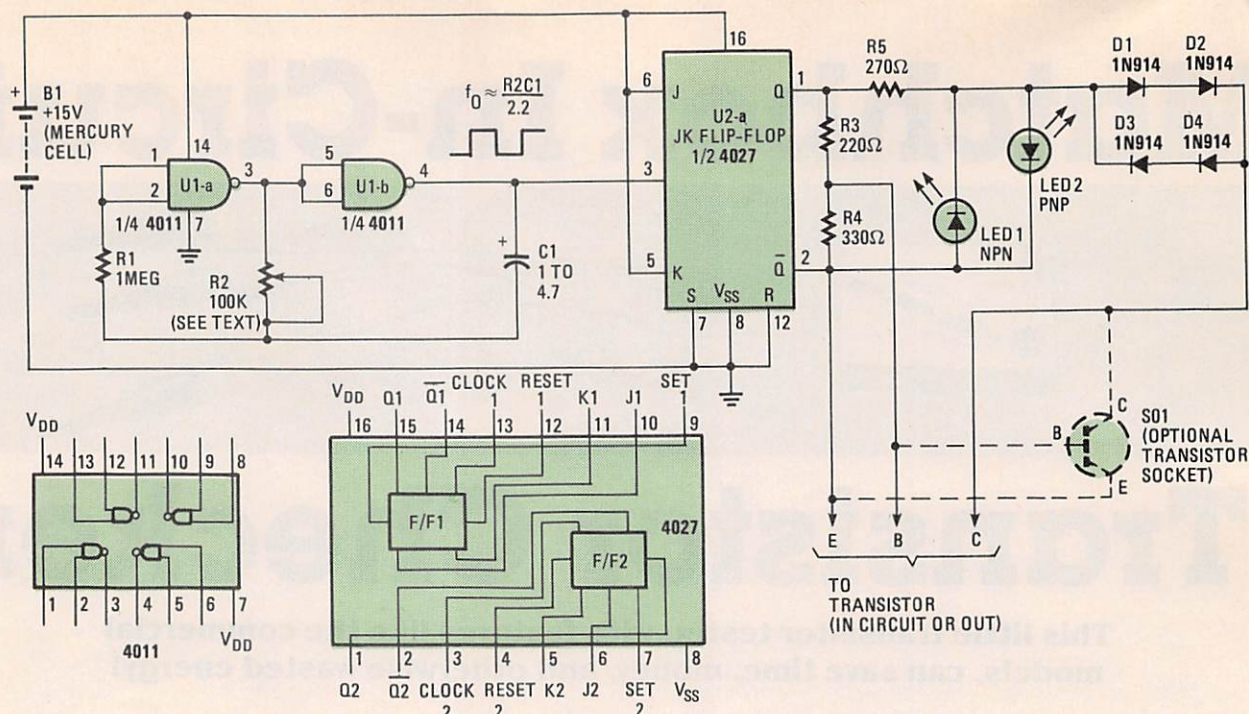 B1
+15V
(MERCURY
CELL)
+
14
1
2
U1-a
3
1/4 4011
7
R1
1MEG
R2
100K
(SEE TEXT)
5
6
U1-b
4
1/4 4011
f₀ ≈ R2C1
2.2
+
C1
1 TO
4.7
16
6
J
Q
1
U2-a
JK FLIP-FLOP
1/2 4027
3
5
K
Q̅
2
S
VSS
R
7
8
12
R5
270Ω
R3
220Ω
R4
330Ω
LED1
NPN
LED2
PNP
D1
1N914
D2
1N914
D3
1N914
D4
1N914
C
B
E
SO1
(OPTIONAL
TRANSISTOR
SOCKET)
E
B
C
TO
TRANSISTOR
(IN CIRCUIT OR OUT)
VDD
14 13 12 11 10 9 8
1 2 3 4 5 6 7
VDD
4011
VDD
Q1
Q̅1
CLOCK
1
RESET
1
K1
J1
SET
1
16 15 14 13 12 11 10 9
F/F1
4027
F/F2
1 2 3 4 5 6 7 8
Q2
Q̅2
CLOCK
2
RESET
2
K2
J2
SET
2
VSS
This little transistor tester, with features like the commercial
models, can save time, money, and otherwise wasted energy!